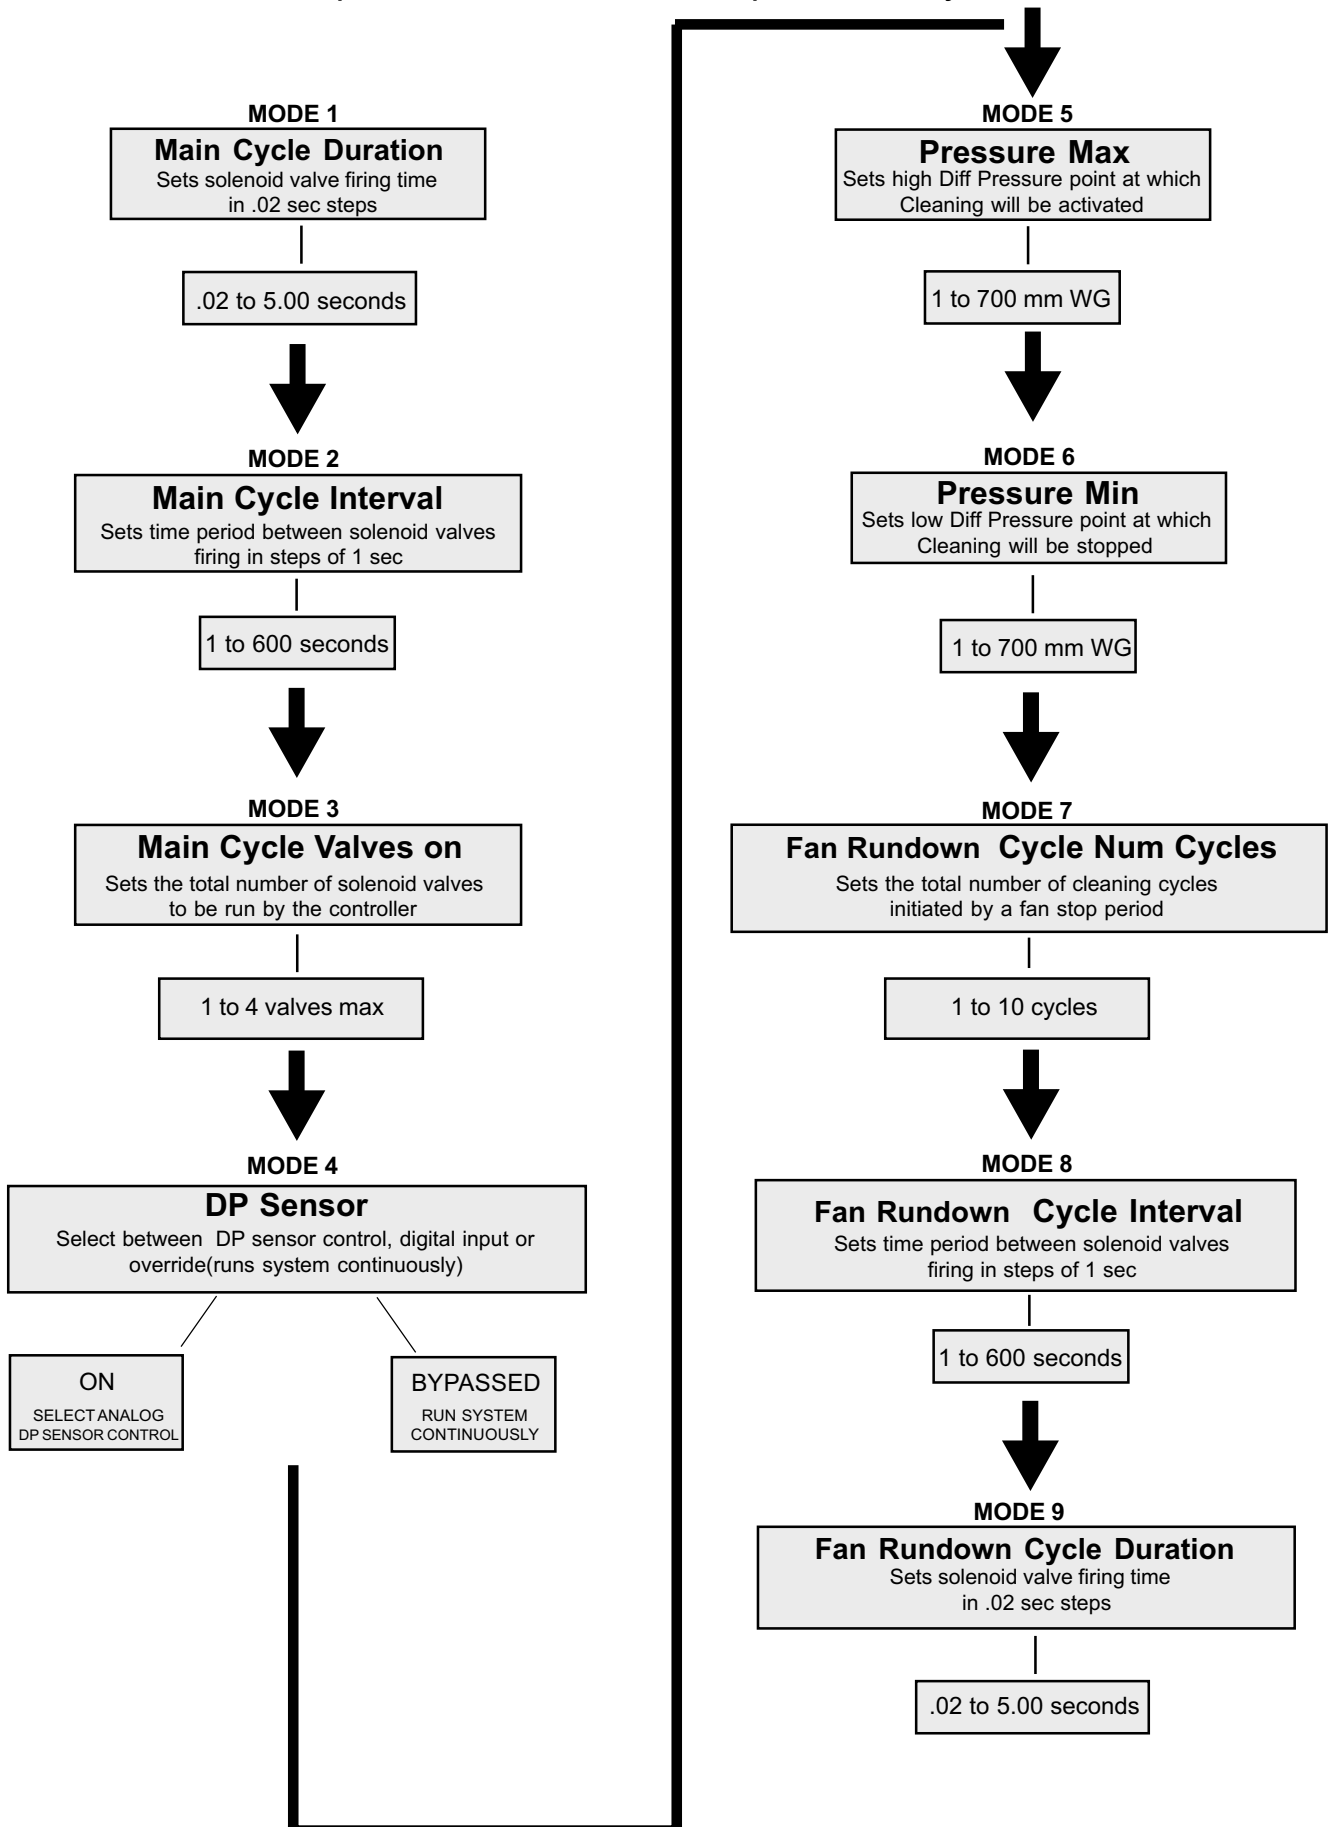 MODE 1
Main Cycle Duration
Sets solenoid valve firing time
in .02 sec steps
.02 to 5.00 seconds
MODE 2
Main Cycle Interval
Sets time period between solenoid valves
firing in steps of 1 sec
1 to 600 seconds
MODE 3
Main Cycle Valves on
Sets the total number of solenoid valves
to be run by the controller
1 to 4 valves max
MODE 4
DP Sensor
Select between DP sensor control, digital input or
override(runs system continuously)
ON
SELECT ANALOG
DP SENSOR CONTROL
BYPASSED
RUN SYSTEM
CONTINUOUSLY
MODE 5
Pressure Max
Sets high Diff Pressure point at which
Cleaning will be activated
1 to 700 mm WG
MODE 6
Pressure Min
Sets low Diff Pressure point at which
Cleaning will be stopped
1 to 700 mm WG
MODE 7
Fan Rundown Cycle Num Cycles
Sets the total number of cleaning cycles
initiated by a fan stop period
1 to 10 cycles
MODE 8
Fan Rundown Cycle Interval
Sets time period between solenoid valves
firing in steps of 1 sec
1 to 600 seconds
MODE 9
Fan Rundown Cycle Duration
Sets solenoid valve firing time
in .02 sec steps
.02 to 5.00 seconds